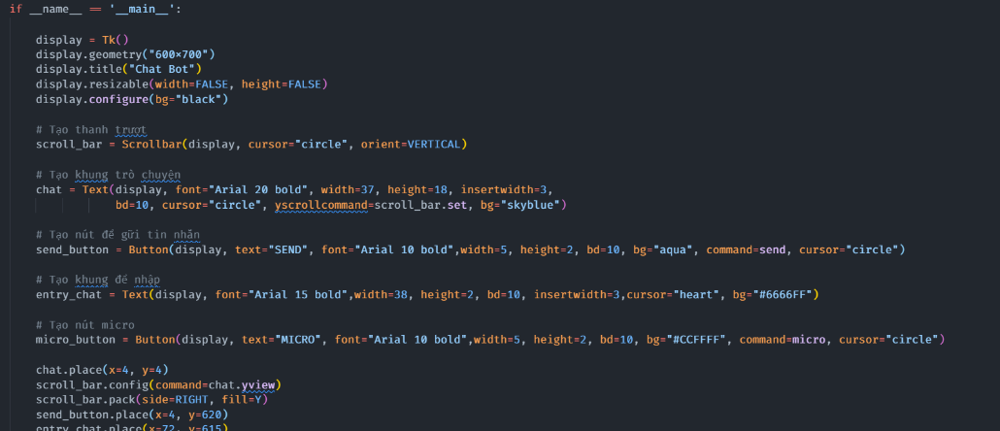 if __name__ == '__main__':
display = Tk()
display.geometry("600x700")
display.title("Chat Bot")
display.resizable(width=FALSE, height=FALSE)
display.configure(bg="black")
# Tạo thanh trượt
scroll_bar = Scrollbar(display, cursor="circle", orient=VERTICAL)
# Tạo khung trò chuyện
chat = Text(display, font="Arial 20 bold", width=37, height=18, insertwidth=3,
bd=10, cursor="circle", yscrollcommand=scroll_bar.set, bg="skyblue")
# Tạo nút để gửi tin nhắn
send_button = Button(display, text="SEND", font="Arial 10 bold",width=5, height=2, bd=10, bg="aqua", command=send, cursor="circle")
# Tạo khung để nhập
entry_chat = Text(display, font="Arial 15 bold",width=38, height=2, bd=10, insertwidth=3,cursor="heart", bg="#6666FF")
# Tạo nút micro
micro_button = Button(display, text="MICRO", font="Arial 10 bold",width=5, height=2, bd=10, bg="#CCFFFF", command=micro, cursor="circle")
chat.place(x=4, y=4)
scroll_bar.config(command=chat.yview)
scroll_bar.pack(side=RIGHT, fill=Y)
send_button.place(x=4, y=620)
entry_chat.place(x=72, y=615)